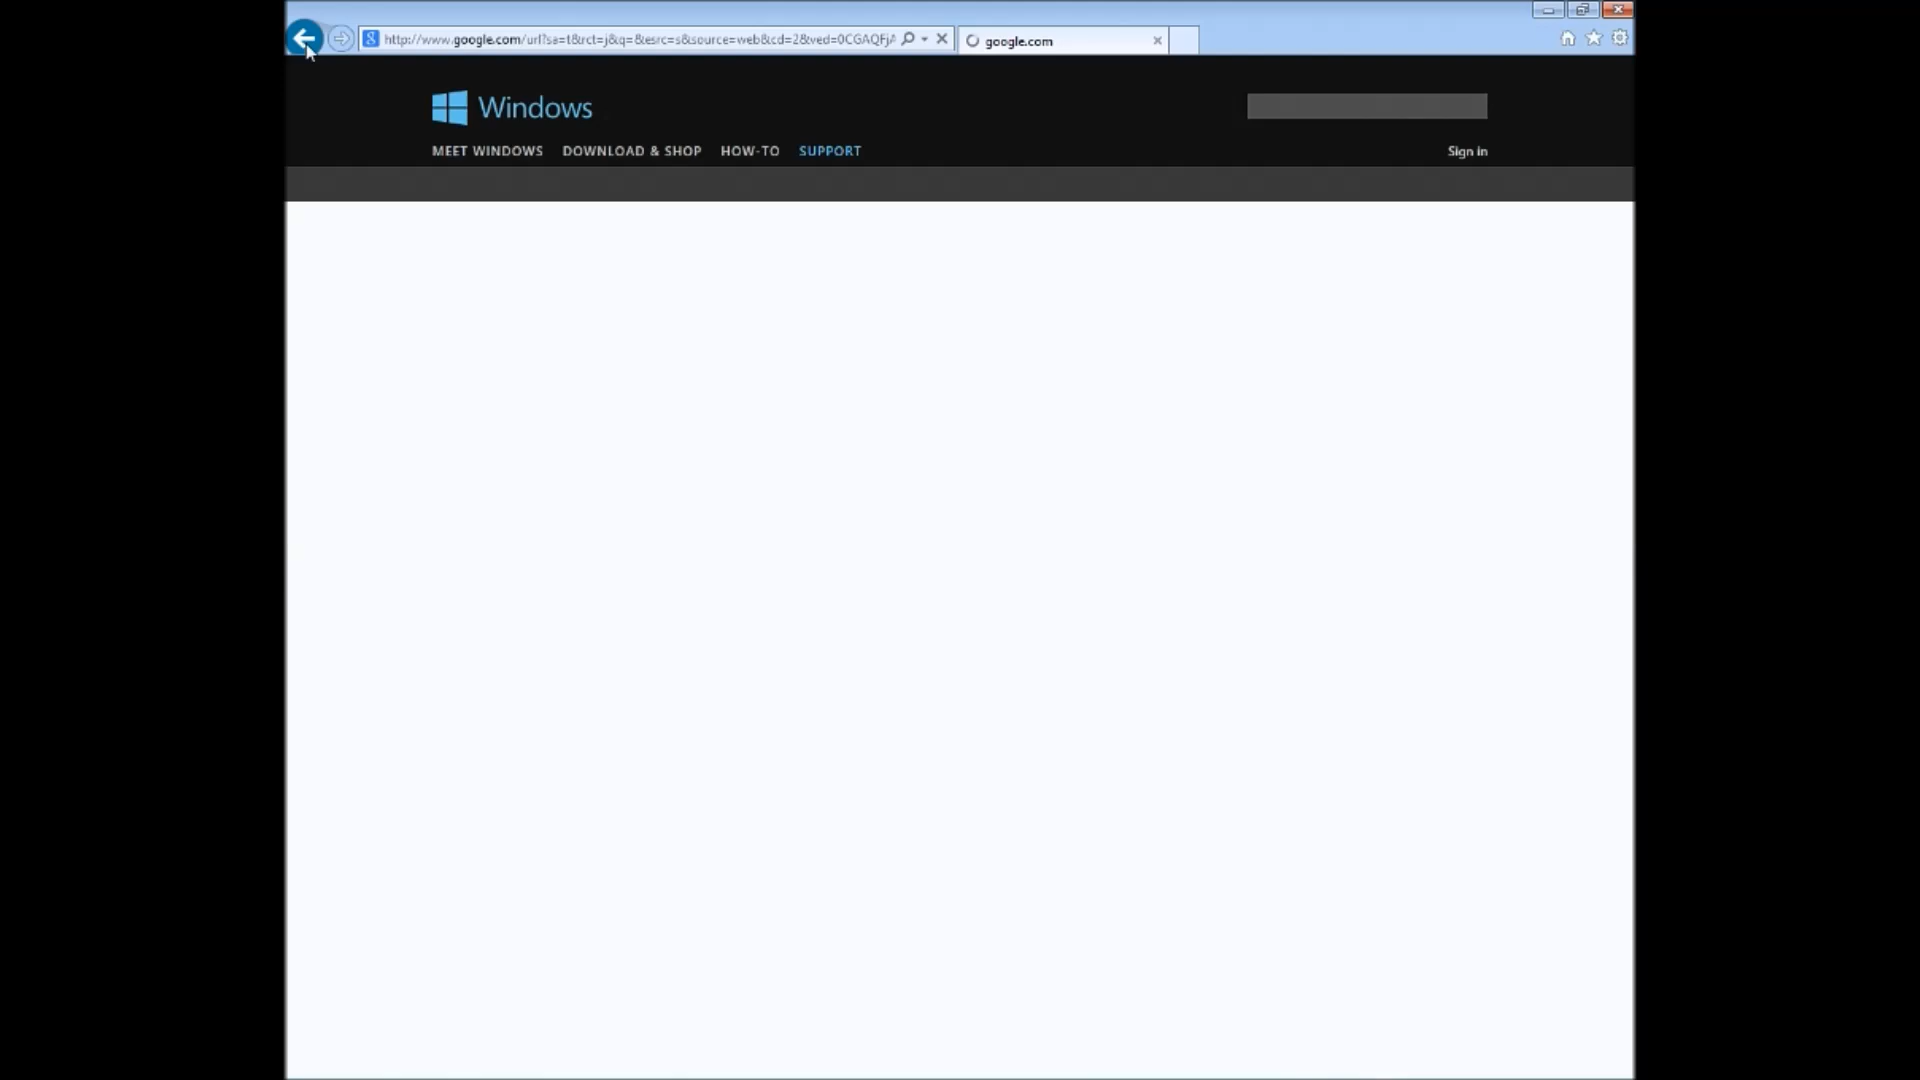 http://www.google.com/url?sa=t&rct=j&q=&esrc=s&source=web&cd=2&ved=0CGAQFjA
google.com
Windows
MEET WINDOWS DOWNLOAD & SHOP HOW-TO SUPPORT
Sign in